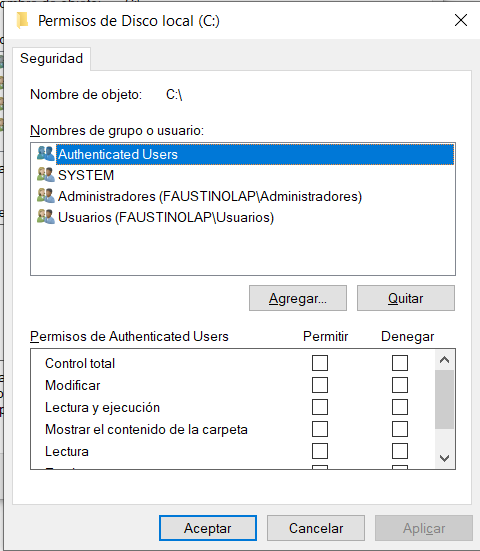 Permisos de Disco local (C:)
Seguridad
Nombre de objeto: C:\
Nombres de grupo o usuario:
Authenticated Users
SYSTEM
Administradores (FAUSTINOLAP\Administradores)
Usuarios (FAUSTINOLAP\Usuarios)
Agregar... Quitar
Permisos de Authenticated Users Permitir Denegar
Control total
Modificar
Lectura y ejecución
Mostrar el contenido de la carpeta
Lectura
Aceptar Cancelar Aplicar